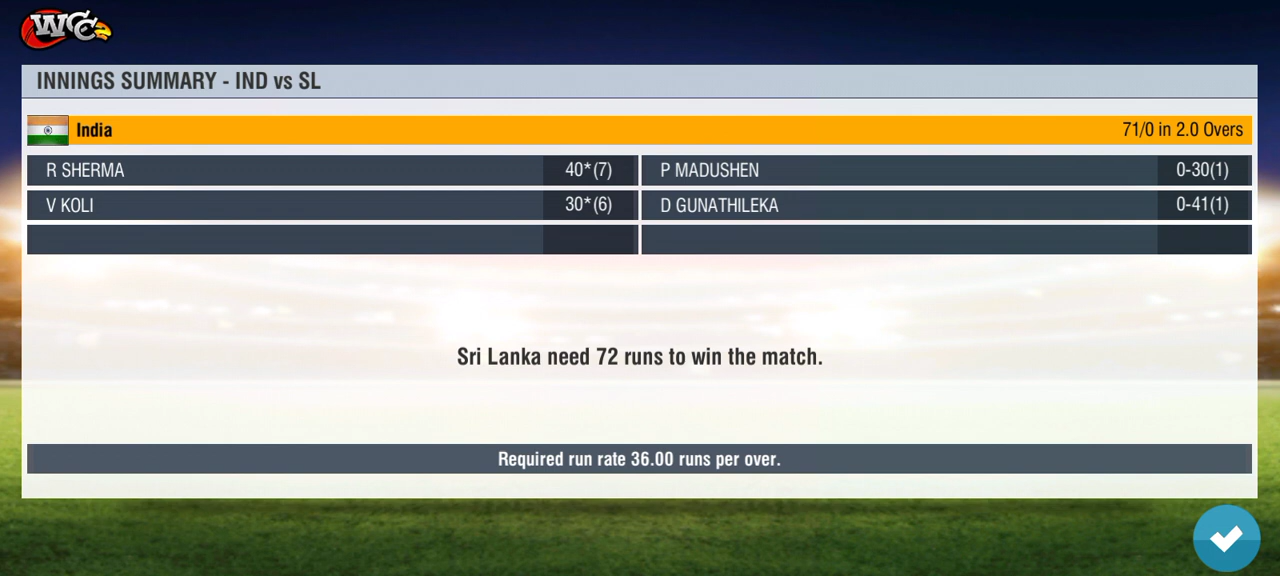 WCC
INNINGS SUMMARY - IND vs SL
India 71/0 in 2.0 Overs
R SHERMA 40*(7) P MADUSHEN 0-30(1)
V KOLI 30*(6) D GUNATHILEKA 0-41(1)
Sri Lanka need 72 runs to win the match.
Required run rate 36.00 runs per over.